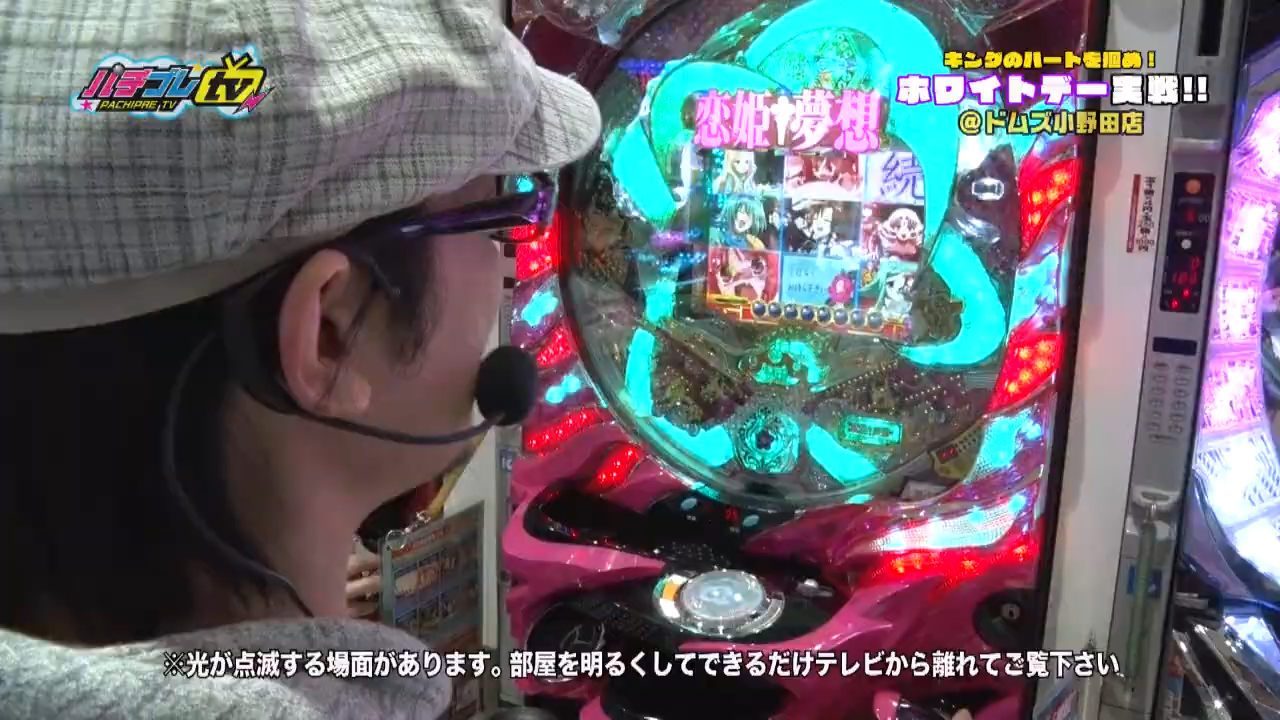 パチプレtv
PACHIPRE TV
キングのハートを掴め!
ホワイトデー実戦!!
@ドムズ小野田店
恋姫†夢想
続
※光が点滅する場面があります。部屋を明るくしてできるだけテレビから離れてご覧下さい